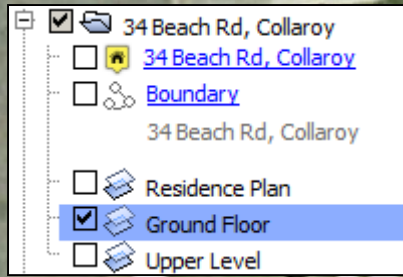 34 Beach Rd, Collaroy
34 Beach Rd, Collaroy
Boundary
34 Beach Rd, Collaroy
Residence Plan
Ground Floor
Upper Level